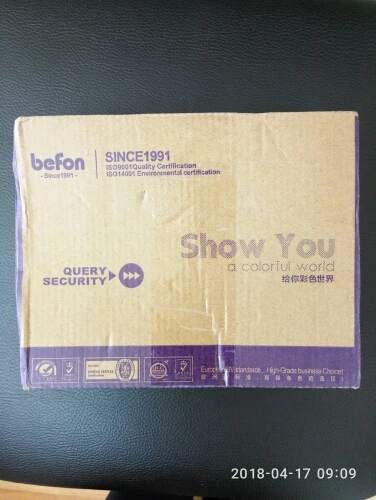 befon
-Since1991-
SINCE1991
ISO9001Quality Certification
ISO14001 Environmental certification
Show You
a colorful world
给你彩色世界
QUERY
SECURITY
standards, High-Grade business Choice!
2018-04-17 09:09